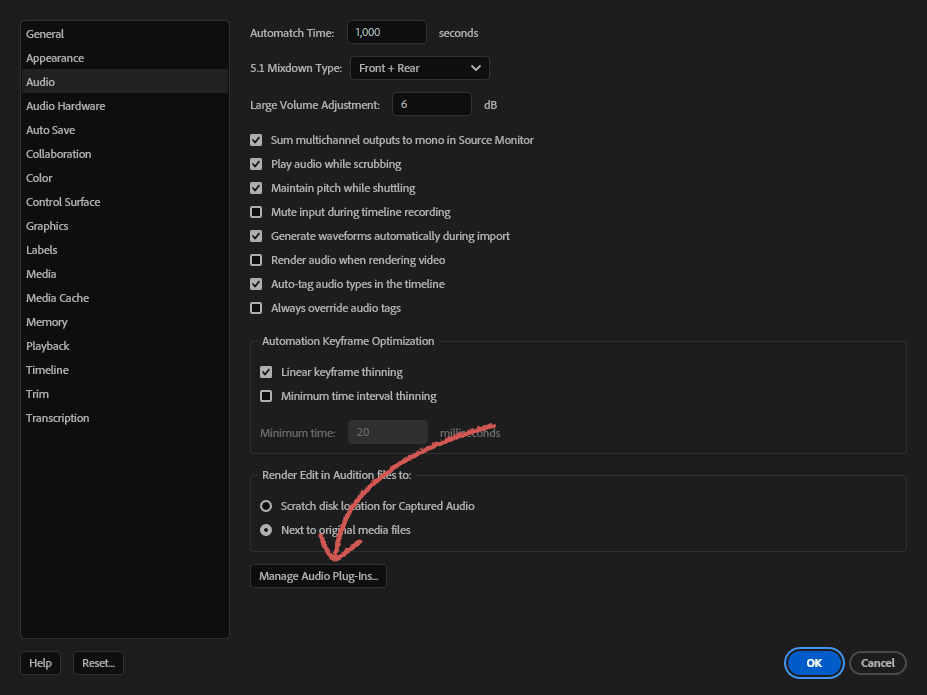 General
Appearance
Audio
Audio Hardware
Auto Save
Collaboration
Color
Control Surface
Graphics
Labels
Media
Media Cache
Memory
Playback
Timeline
Trim
Transcription
Automatch Time: 1,000 seconds
5.1 Mixdown Type: Front + Rear
Large Volume Adjustment: 6 dB
Sum multichannel outputs to mono in Source Monitor
Play audio while scrubbing
Maintain pitch while shuttling
Mute input during timeline recording
Generate waveforms automatically during import
Render audio when rendering video
Auto-tag audio types in the timeline
Always override audio tags
Automation Keyframe Optimization
Linear keyframe thinning
Minimum time interval thinning
Minimum time: 20 milliseconds
Render Edit in Audition files to:
Scratch disk location for Captured Audio
Next to original media files
Manage Audio Plug-Ins...
Help Reset... OK Cancel